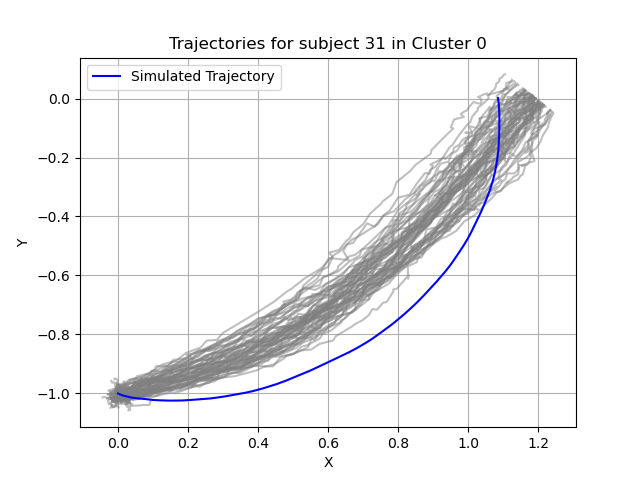 Trajectories for subject 31 in Cluster 0
Simulated Trajectory
0.0
−0.2
−0.4
−0.6
−0.8
−1.0
Y
0.0 0.2 0.4 0.6 0.8 1.0 1.2
X